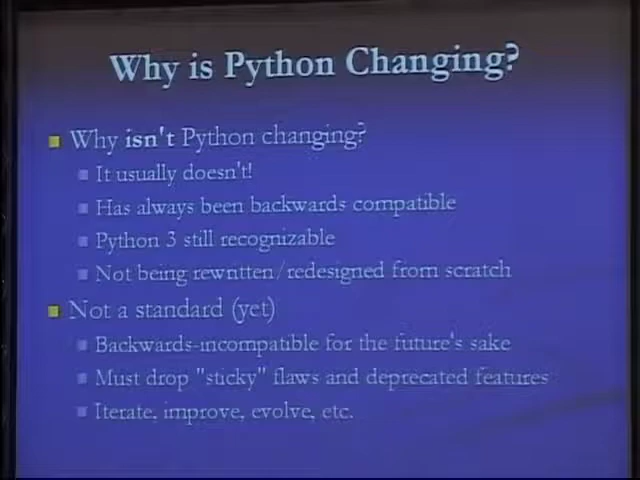 Why is Python Changing?
Why isn't Python changing?
It usually doesn't!
Has always been backwards compatible
Python 3 still recognizable
Not being rewritten/redesigned from scratch
Not a standard (yet)
Backwards-incompatible for the future's sake
Must drop "sticky" flaws and deprecated features
Iterate, improve, evolve, etc.